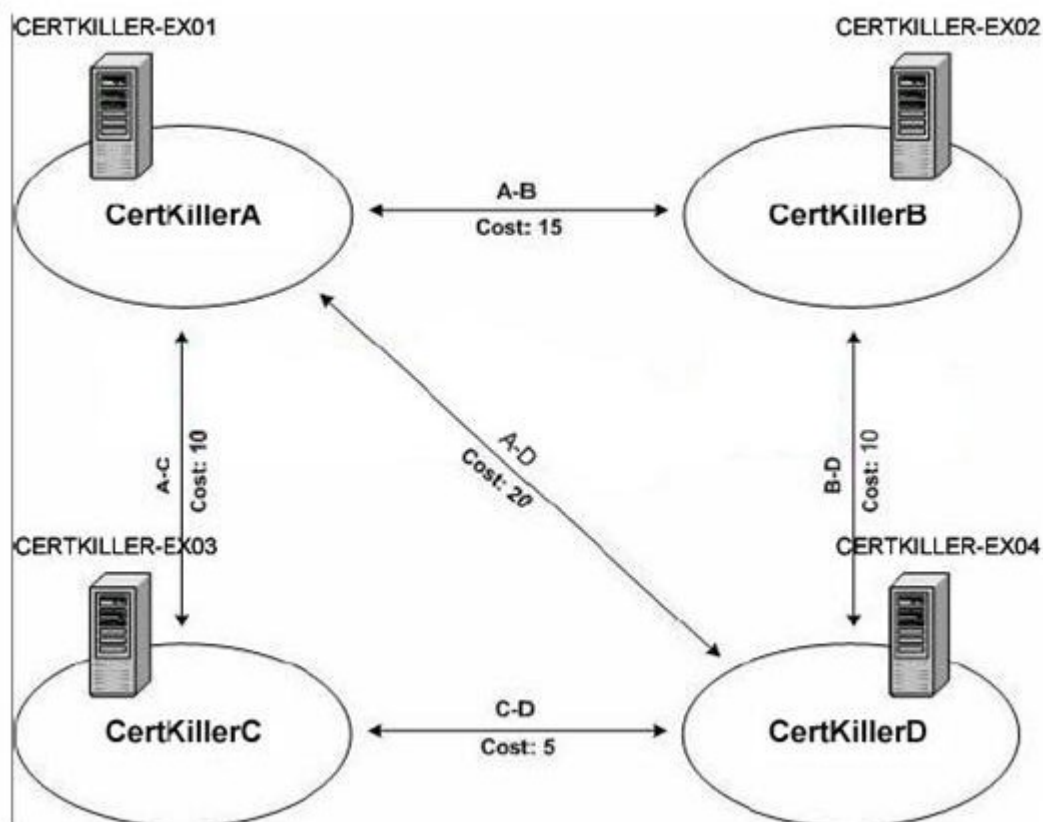 CERTKILLER-EX01
CERTKILLER-EX02
CertKillerA
A-B
Cost: 15
CertKillerB
A-C
Cost: 10
A-D
Cost: 20
B-D
Cost: 10
CERTKILLER-EX03
CERTKILLER-EX04
CertKillerC
C-D
Cost: 5
CertKillerD